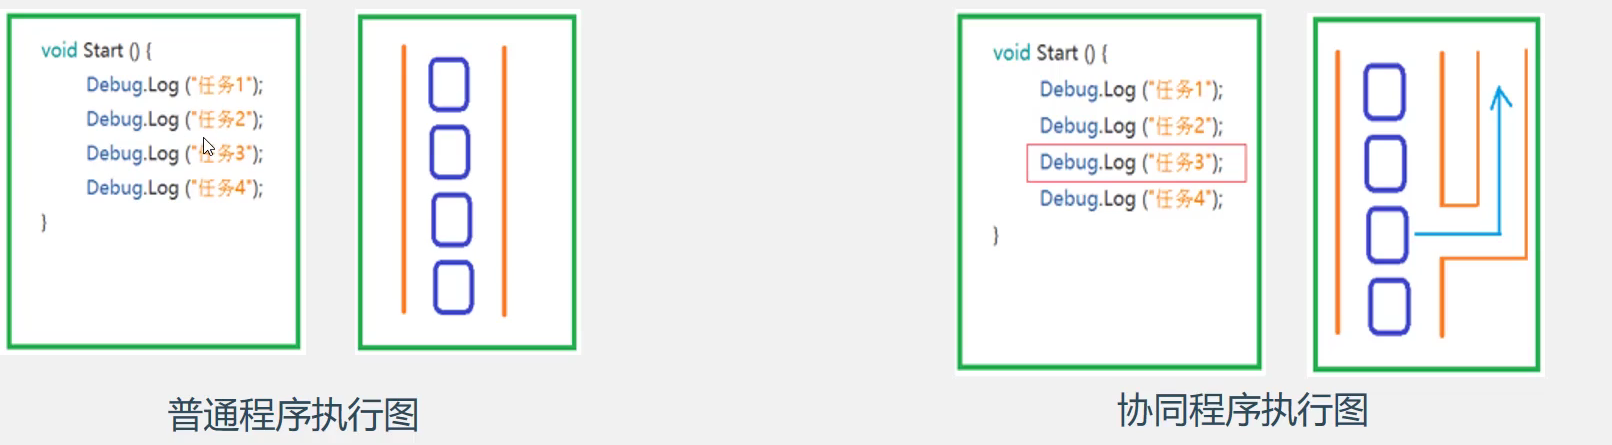 void Start () {
Debug.Log ("任务1");
Debug.Log ("任务2");
Debug.Log ("任务3");
Debug.Log ("任务4");
}
普通程序执行图
void Start () {
Debug.Log ("任务1");
Debug.Log ("任务2");
Debug.Log ("任务3");
Debug.Log ("任务4");
}
协同程序执行图